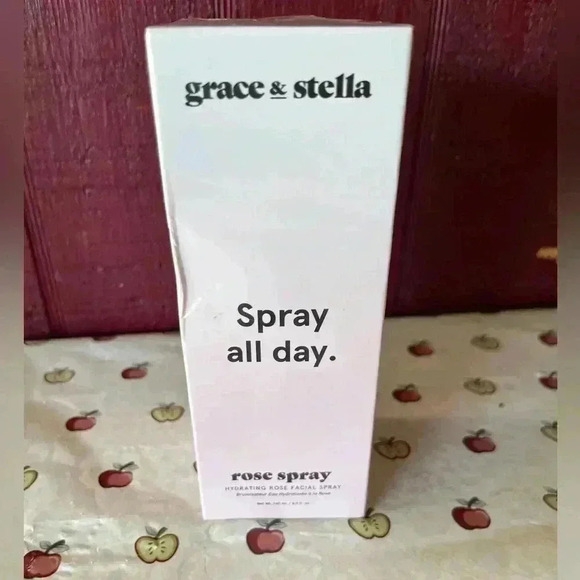 grace & stella
Spray
all day.
rose spray
HYDRATING ROSE FACIAL SPRAY